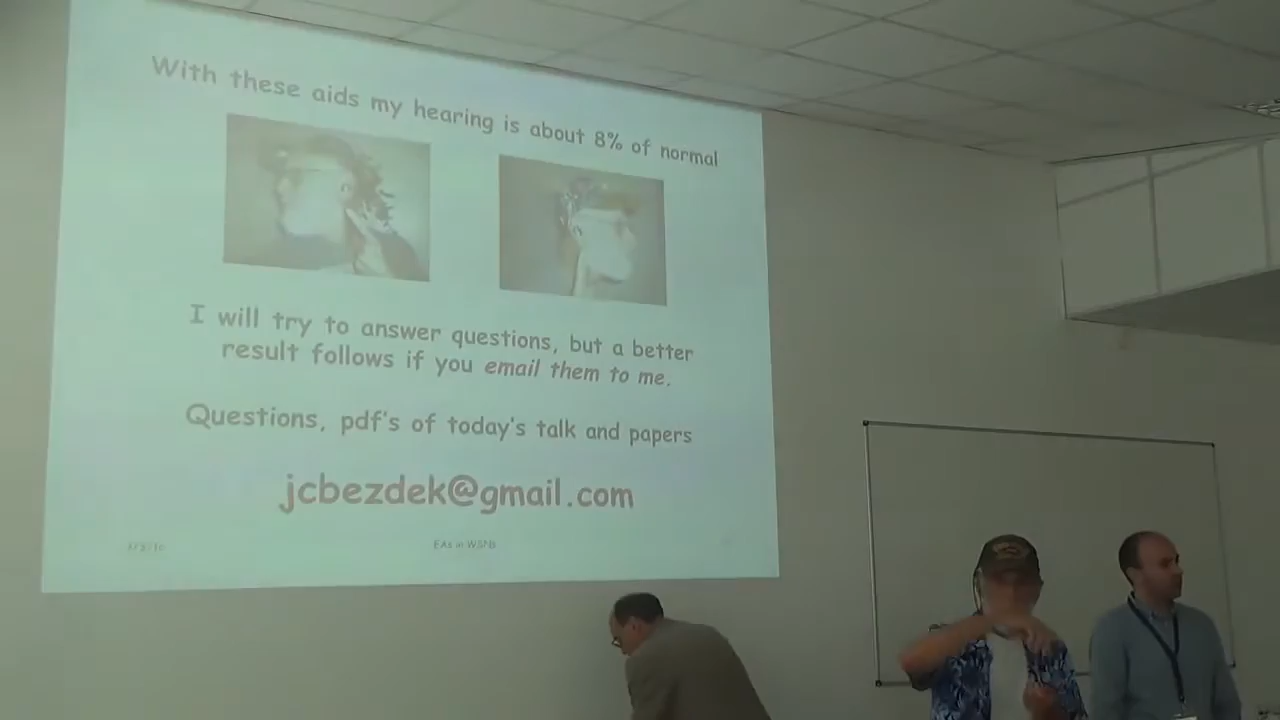 With these aids my hearing is about 8% of normal
I will try to answer questions, but a better
result follows if you email them to me.
Questions, pdf's of today's talk and papers
jcbezdek@gmail.com
EAs in WSNs